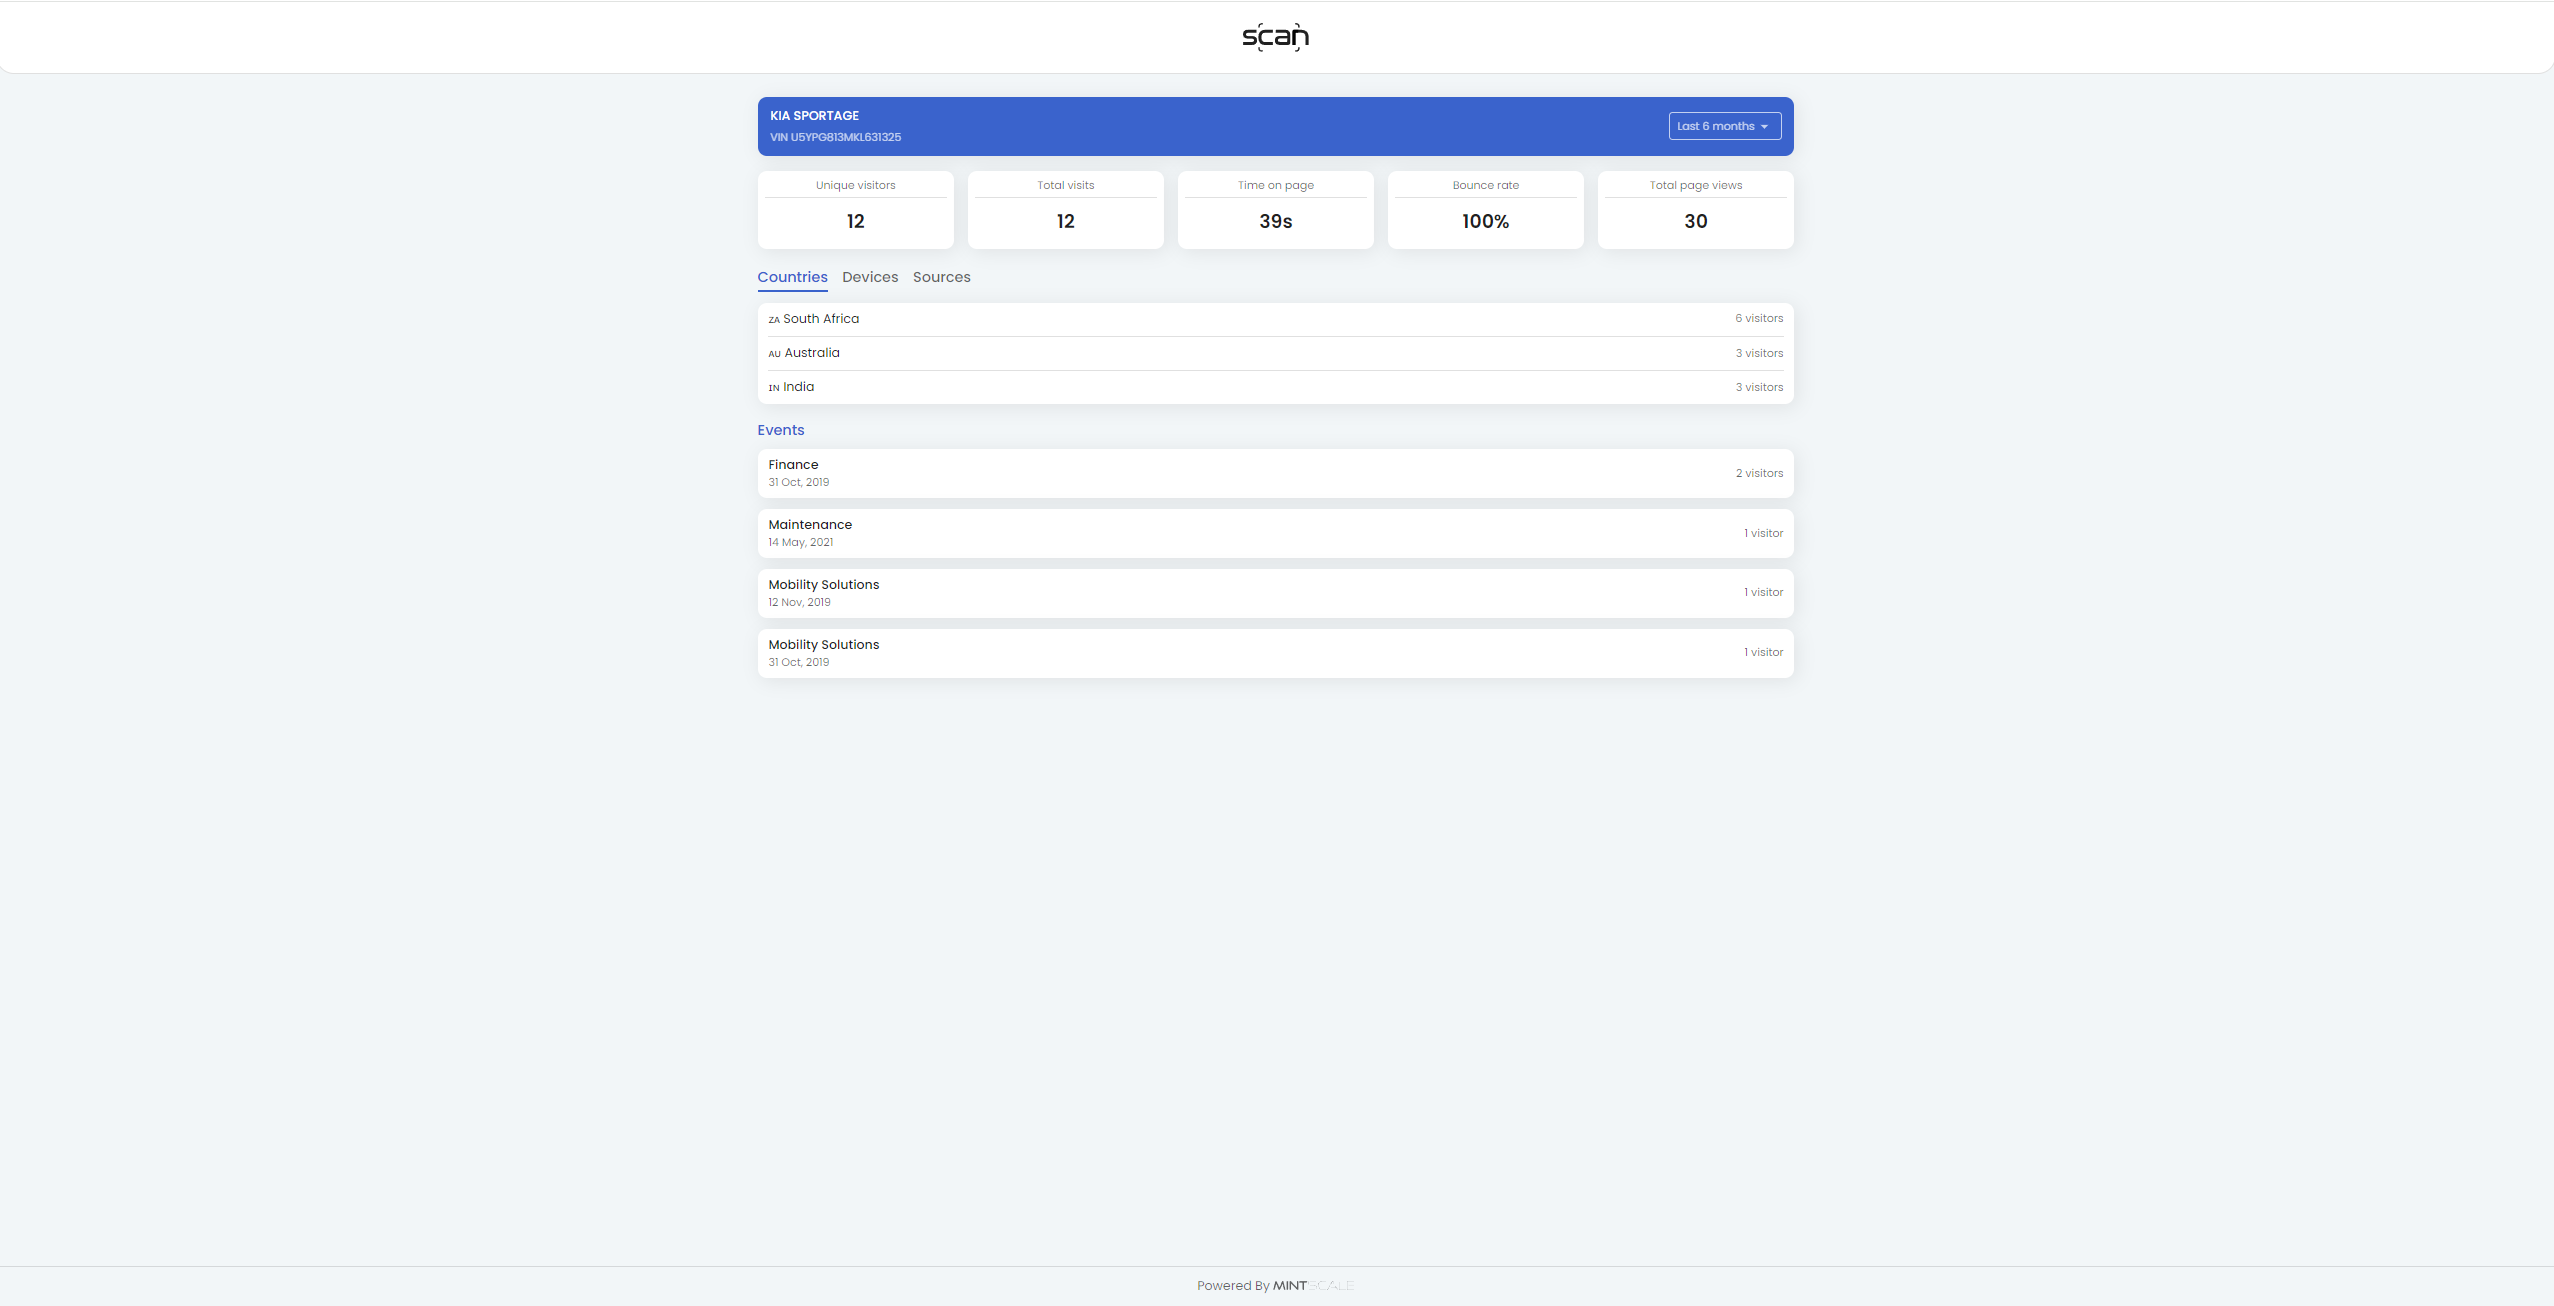 scan
KIA SPORTAGE
VIN U5YPG813MKL631325
Last 6 months
Unique visitors
12
Total visits
12
Time on page
39s
Bounce rate
100%
Total page views
30
Countries Devices Sources
ZA South Africa 6 visitors
AU Australia 3 visitors
IN India 3 visitors
Events
Finance
31 Oct, 2019
2 visitors
Maintenance
14 May, 2021
1 visitor
Mobility Solutions
12 Nov, 2019
1 visitor
Mobility Solutions
31 Oct, 2019
1 visitor
Powered By MINTSCALE